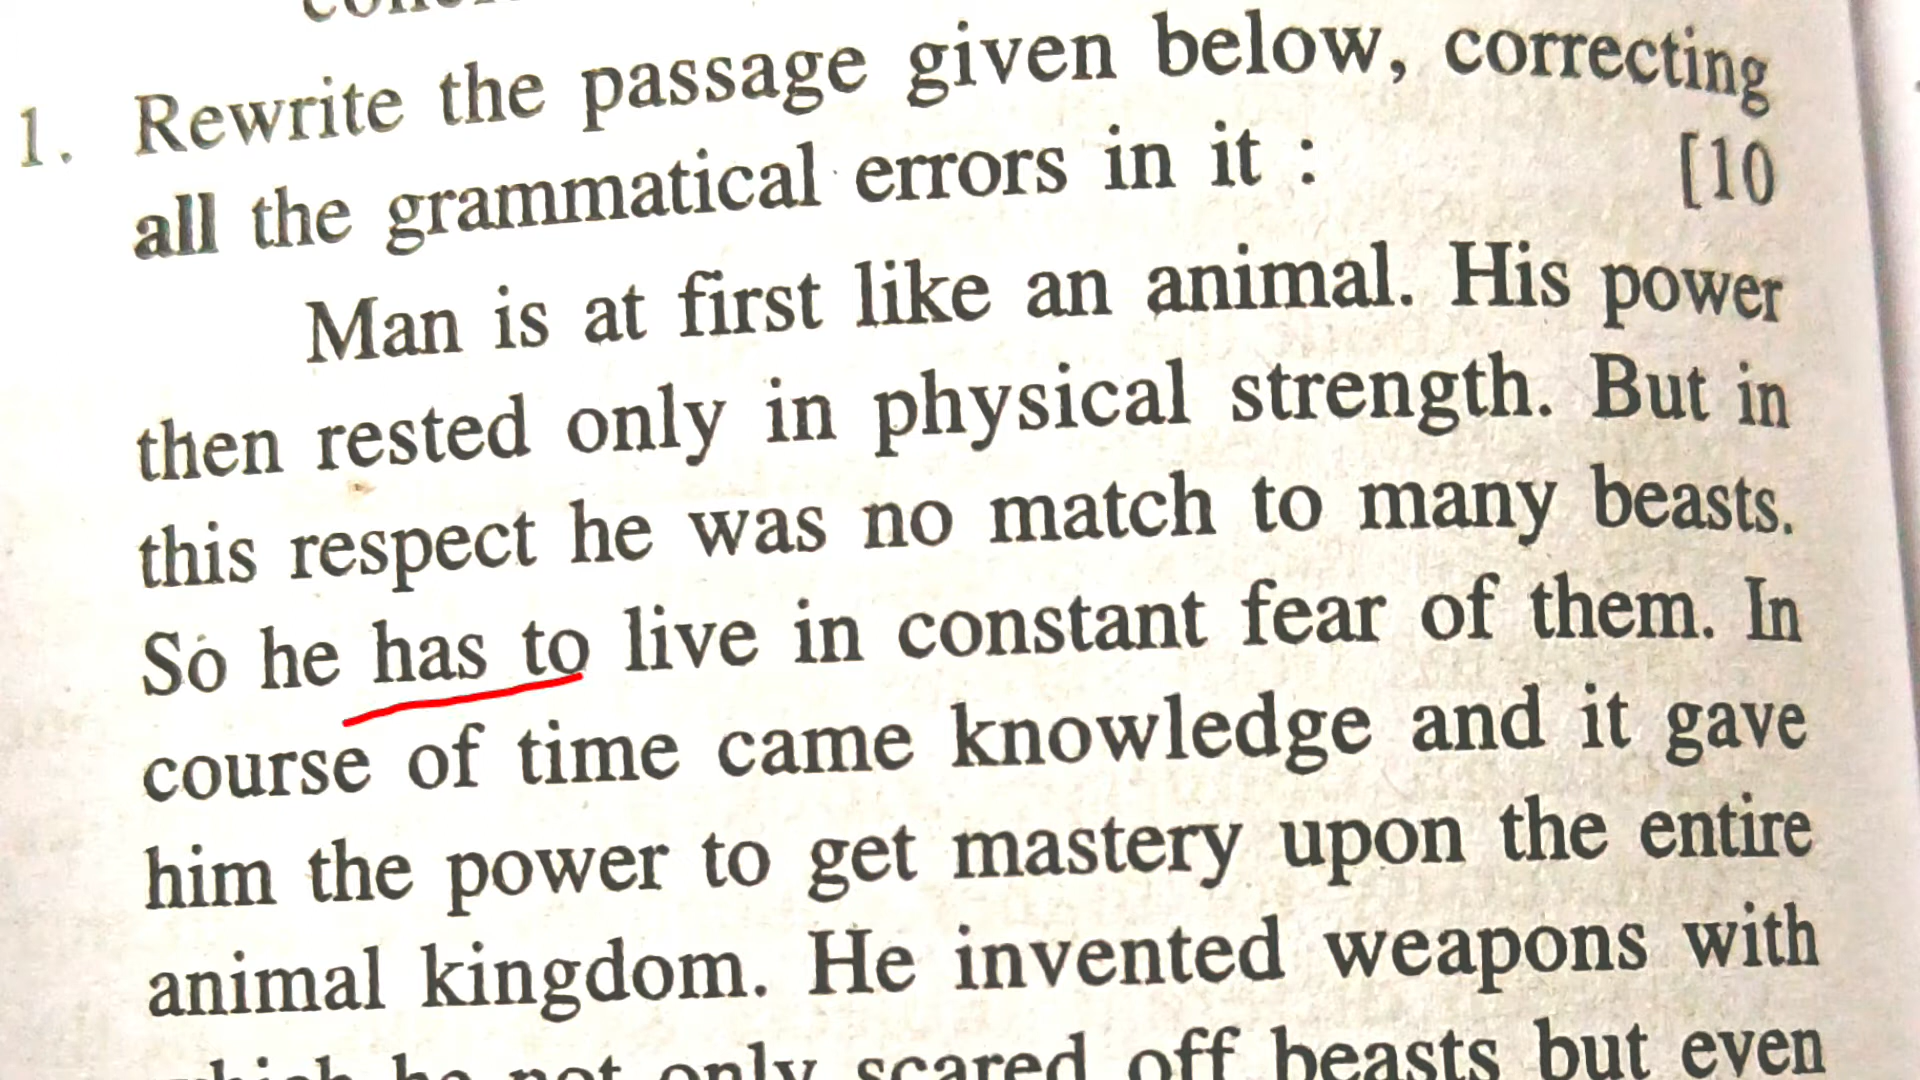 1. Rewrite the passage given below, correcting
all the grammatical errors in it : [10
Man is at first like an animal. His power
then rested only in physical strength. But in
this respect he was no match to many beasts.
So he has to live in constant fear of them. In
course of time came knowledge and it gave
him the power to get mastery upon the entire
animal kingdom. He invented weapons with
which he not only scared off beasts but even